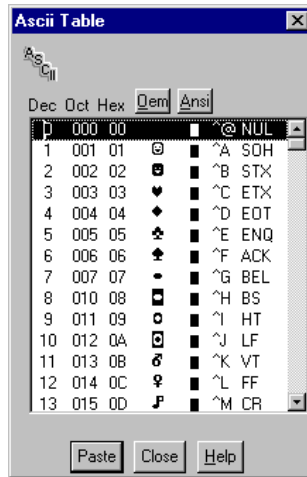 Ascii Table
ASCII
Dec Oct Hex Oem Ansi
0 000 00 ^@ NUL
1 001 01 ☺ ^A SOH
2 002 02 ☻ ^B STX
3 003 03 ♥ ^C ETX
4 004 04 ♦ ^D EOT
5 005 05 ♣ ^E ENQ
6 006 06 ♠ ^F ACK
7 007 07 • ^G BEL
8 010 08 ◘ ^H BS
9 011 09 ○ ^I HT
10 012 0A ◙ ^J LF
11 013 0B ♂ ^K VT
12 014 0C ♀ ^L FF
13 015 0D ♪ ^M CR
Paste Close Help